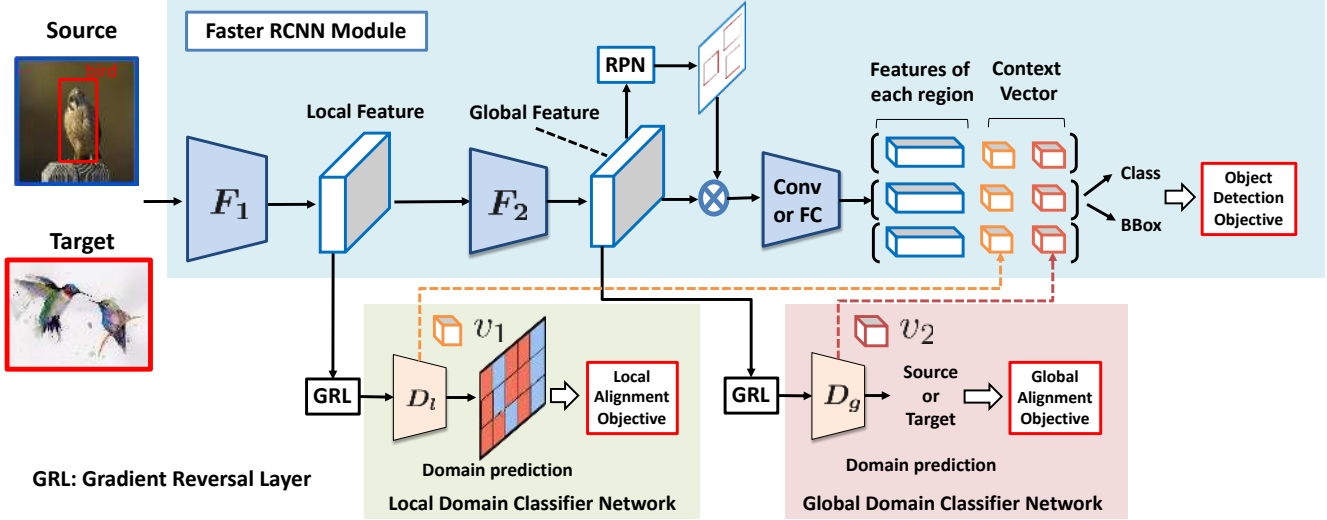 Source
Faster RCNN Module
bird
RPN
Features of
each region
Context
Vector
Local Feature
Global Feature
F1
F2
Conv
or FC
Class
BBox
Object
Detection
Objective
Target
v1
v2
GRL
Dl
Local
Alignment
Objective
GRL
Dg
Source
or
Target
Global
Alignment
Objective
Domain prediction
Domain prediction
GRL: Gradient Reversal Layer
Local Domain Classifier Network
Global Domain Classifier Network